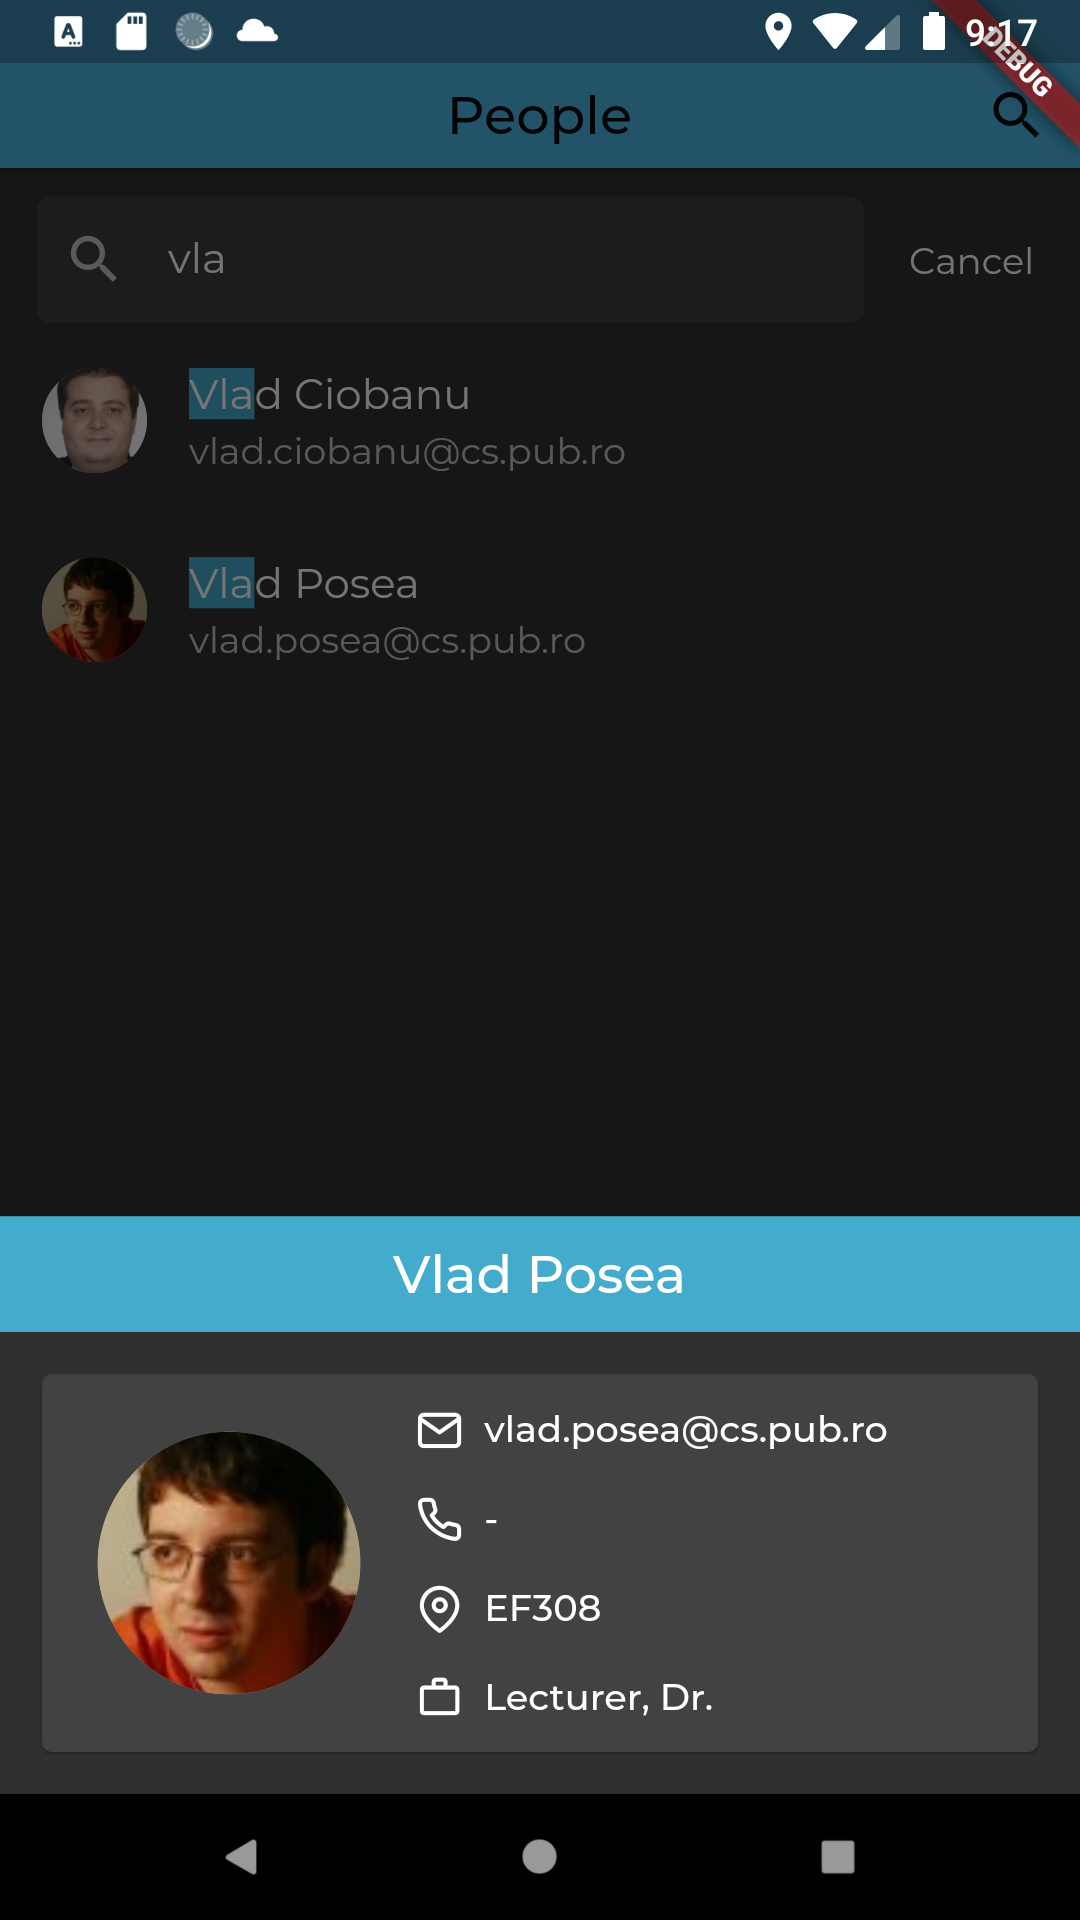 9:17
DEBUG
People
vla
Cancel
Vlad Ciobanu
vlad.ciobanu@cs.pub.ro
Vlad Posea
vlad.posea@cs.pub.ro
Vlad Posea
vlad.posea@cs.pub.ro
-
EF308
Lecturer, Dr.